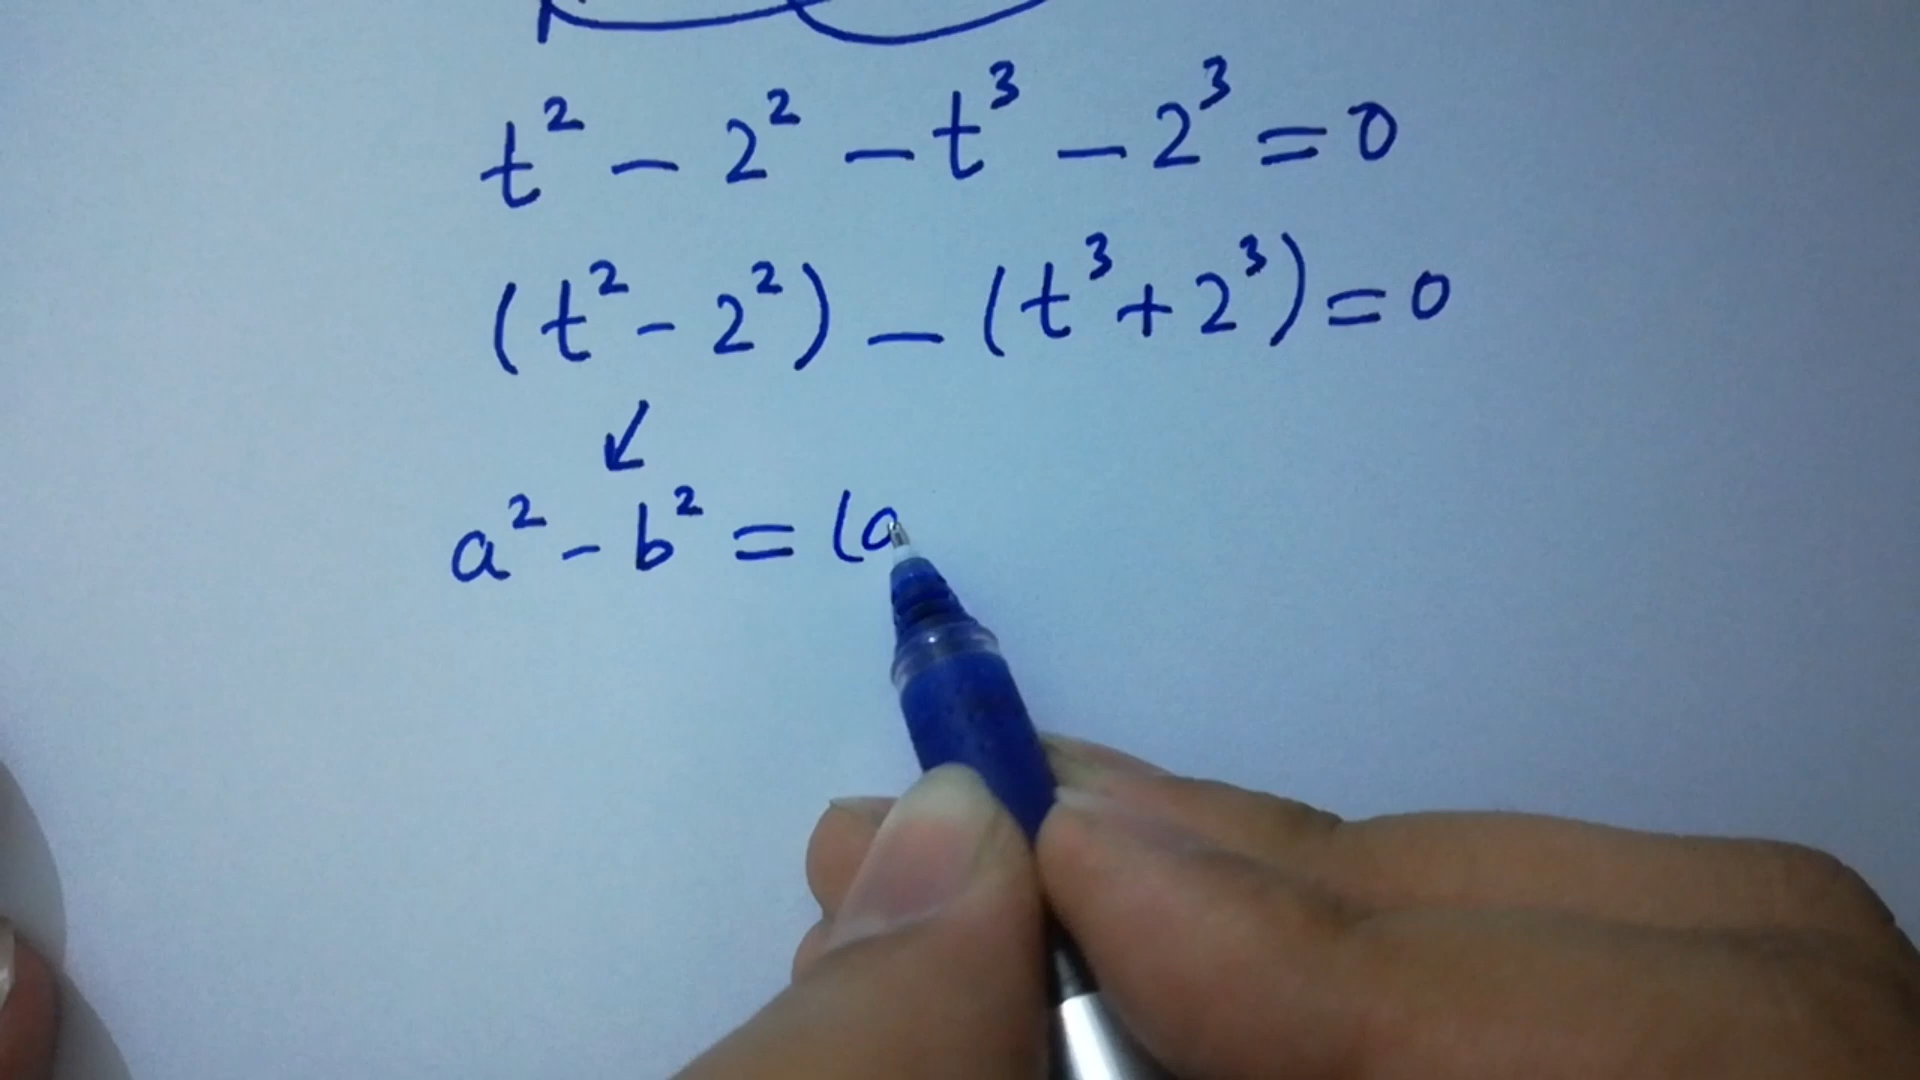 t² - 2² - t³ - 2³ = 0
(t² - 2²) - (t³ + 2³) = 0
a² - b² = (a